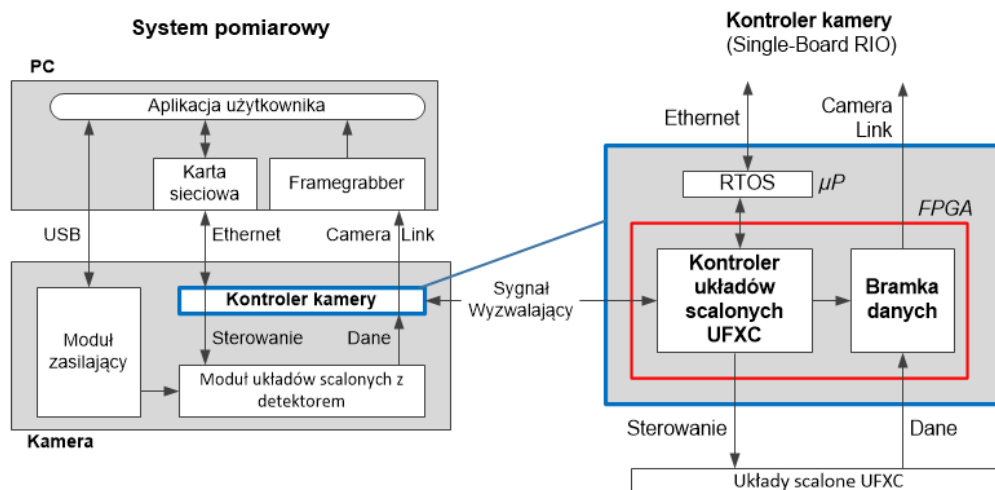 System pomiarowy
PC
Aplikacja użytkownika
Karta
sieciowa
Framegrabber
USB
Ethernet
Camera Link
Kontroler kamery
Sterowanie
Dane
Moduł
zasilający
Moduł układów scalonych z
detektorem
Kamera
Sygnał
Wyzwalający
Kontroler kamery
(Single-Board RIO)
Ethernet
Camera
Link
RTOS
µP
FPGA
Kontroler
układów
scalonych
UFXC
Bramka
danych
Sterowanie
Dane
Układy scalone UFXC